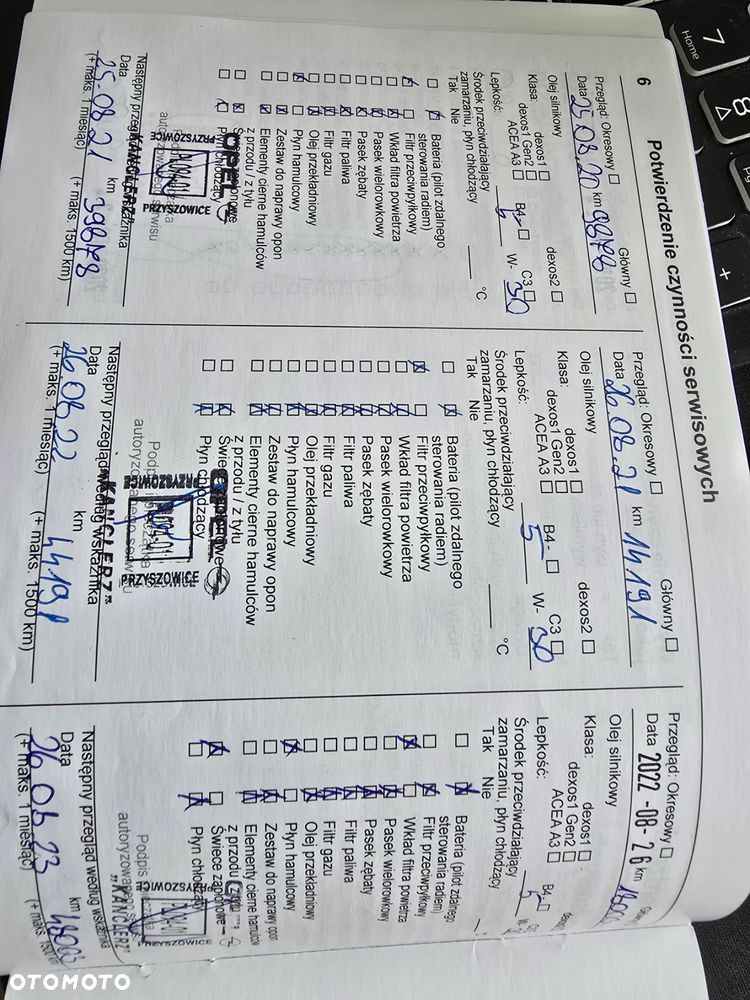 6
Potwierdzenie czynności serwisowych
Przegląd: Okresowy Główny
Data 25.08.20 km 9878
Olej silnikowy
Klasa: dexos1 dexos2
dexos1 Gen2
ACEA A3 B4- C3
Lepkość: W- 30
Środek przeciwdziałający
zamarzaniu, płyn chłodzący °C
Tak Nie
Bateria (pilot zdalnego
sterowania radiem)
Filtr przeciwpyłkowy
Wkład filtra powietrza
Pasek wielorowkowy
Pasek zębaty
Filtr paliwa
Filtr gazu
Olej przekładniowy
Płyn hamulcowy
Zestaw do naprawy opon
Elementy cierne hamulców
z przodu / z tyłu
Płyn chłodzący
OPEL
"KANCLERZ"
PRZYSZOWICE
Następny przegląd według wskaźnika
Data 25-08.21 km 39878
(+ maks. 1 miesiąc) (+ maks. 1500 km)
Przegląd: Okresowy Główny
Data 26.08.21 km 14191
Olej silnikowy
Klasa: dexos1 dexos2
dexos1 Gen2
ACEA A3 B4- C3
Lepkość: 5 W- 30
Środek przeciwdziałający
zamarzaniu, płyn chłodzący °C
Tak Nie
Bateria (pilot zdalnego
sterowania radiem)
Filtr przeciwpyłkowy
Wkład filtra powietrza
Pasek wielorowkowy
Pasek zębaty
Filtr paliwa
Filtr gazu
Olej przekładniowy
Płyn hamulcowy
Zestaw do naprawy opon
Elementy cierne hamulców
z przodu / z tyłu
Świece zapłonowe
Płyn chłodzący
"KANCLERZ"
PRZYSZOWICE
Następny przegląd według wskaźnika
Data 26.08.22 km 44191
(+ maks. 1 miesiąc) (+ maks. 1500 km)
Przegląd: Okresowy
Data 2022-08-26 km
Olej silnikowy
Klasa: dexos1
dexos1 Gen2
ACEA A3 B4-
Lepkość: 5
Środek przeciwdziałający
zamarzaniu, płyn chłodzący
Tak Nie
Bateria (pilot zdalnego
sterowania radiem)
Filtr przeciwpyłkowy
Wkład filtra powietrza
Pasek wielorowkowy
Pasek zębaty
Filtr paliwa
Filtr gazu
Olej przekładniowy
Płyn hamulcowy
Zestaw do naprawy opon
Elementy cierne hamulców
z przodu / z tyłu
Świece zapłonowe
Płyn chłodzący
"KANCLERZ"
PRZYSZOWICE
Następny przegląd według wskaźnika
Data 26.08.23 km
(+ maks. 1 miesiąc) (+ maks. 1500
7
Home
8
OTOMOTO